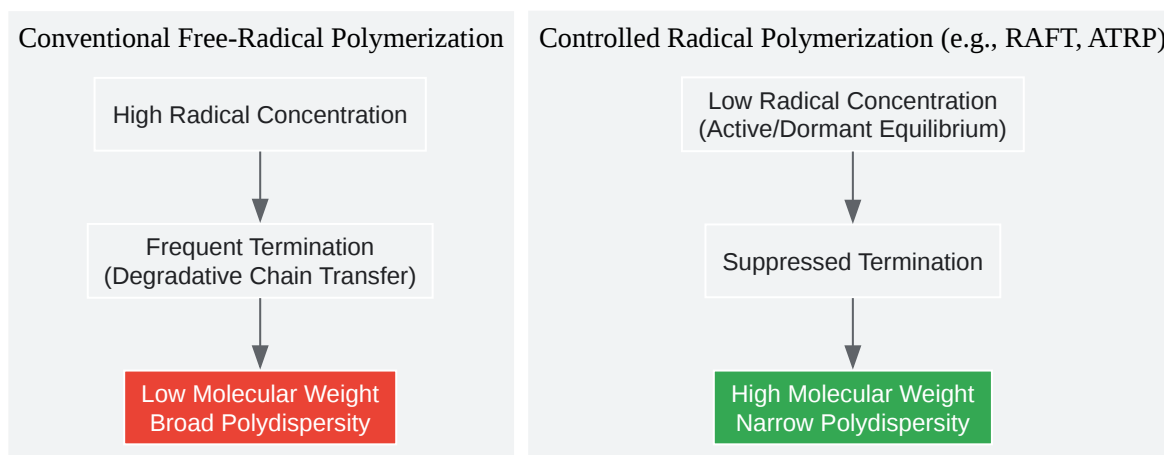 Conventional Free-Radical Polymerization
High Radical Concentration
Frequent Termination
(Degradative Chain Transfer)
Low Molecular Weight
Broad Polydispersity
Controlled Radical Polymerization (e.g., RAFT, ATRP)
Low Radical Concentration
(Active/Dormant Equilibrium)
Suppressed Termination
High Molecular Weight
Narrow Polydispersity